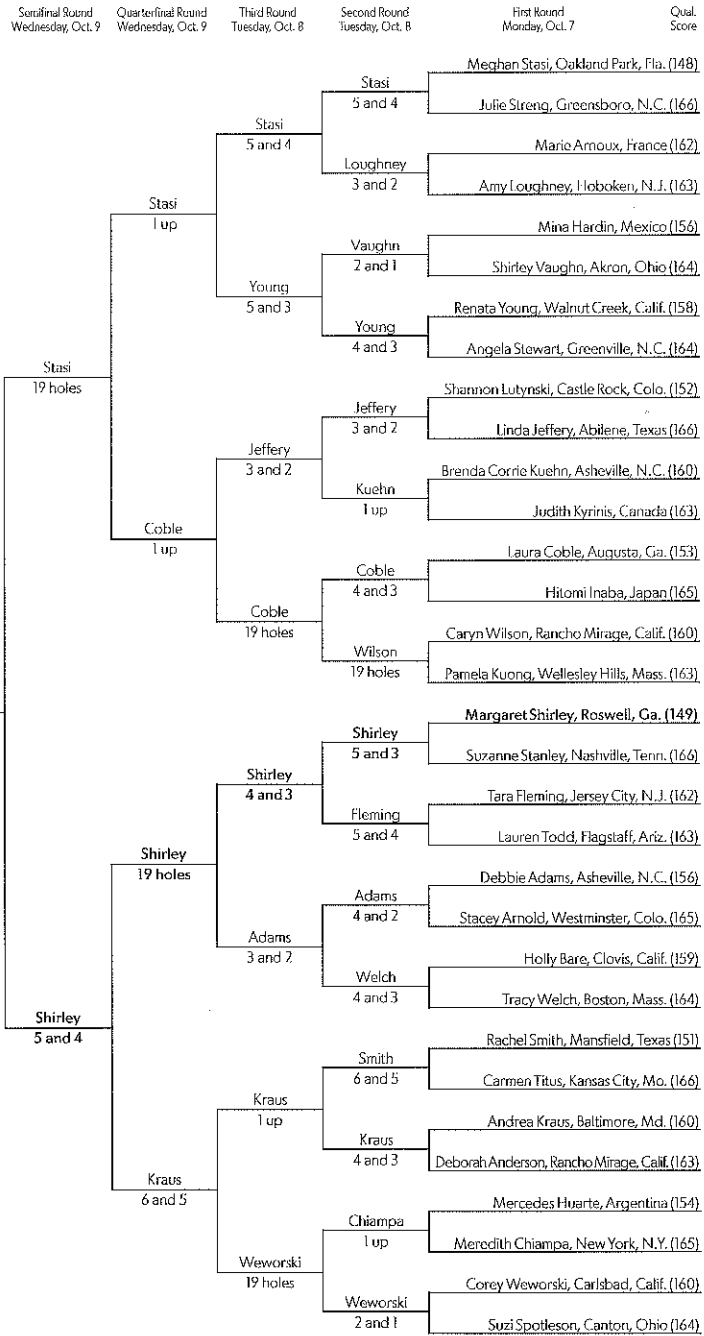 Semifinal Round
Wednesday, Oct. 9
Quarterfinal Round
Wednesday, Oct. 9
Third Round
Tuesday, Oct. 8
Second Round
Tuesday, Oct. 8
First Round
Monday, Oct. 7
Qual.
Score
Meghan Stasi, Oakland Park, Fla. (148)
Stasi
5 and 4
Julie Streng, Greensboro, N.C. (166)
Stasi
5 and 4
Marie Arnoux, France (162)
Loughney
3 and 2
Amy Loughney, Hoboken, N.J. (163)
Stasi
1 up
Mina Hardin, Mexico (156)
Vaughn
2 and 1
Shirley Vaughn, Akron, Ohio (164)
Young
5 and 3
Renata Young, Walnut Creek, Calif. (158)
Young
4 and 3
Angela Stewart, Greenville, N.C. (164)
Stasi
19 holes
Shannon Lutynski, Castle Rock, Colo. (152)
Jeffery
3 and 2
Linda Jeffery, Abilene, Texas (166)
Jeffery
3 and 2
Brenda Corrie Kuehn, Asheville, N.C. (160)
Kuehn
1 up
Judith Kyrinis, Canada (163)
Coble
1 up
Laura Coble, Augusta, Ga. (153)
Coble
4 and 3
Hitomi Inaba, Japan (165)
Coble
19 holes
Caryn Wilson, Rancho Mirage, Calif. (160)
Wilson
19 holes
Pamela Kuong, Wellesley Hills, Mass. (163)
Margaret Shirley, Roswell, Ga. (149)
Shirley
5 and 3
Suzanne Stanley, Nashville, Tenn. (166)
Shirley
4 and 3
Tara Fleming, Jersey City, N.J. (162)
Fleming
5 and 4
Lauren Todd, Flagstaff, Ariz. (163)
Shirley
19 holes
Debbie Adams, Asheville, N.C. (156)
Adams
4 and 2
Stacey Arnold, Westminster, Colo. (165)
Adams
3 and 2
Holly Bare, Clovis, Calif. (159)
Welch
4 and 3
Tracy Welch, Boston, Mass. (164)
Shirley
5 and 4
Rachel Smith, Mansfield, Texas (151)
Smith
6 and 5
Carmen Titus, Kansas City, Mo. (166)
Kraus
1 up
Andrea Kraus, Baltimore, Md. (160)
Kraus
4 and 3
Deborah Anderson, Rancho Mirage, Calif. (163)
Kraus
6 and 5
Mercedes Huarte, Argentina (154)
Chiampa
1 up
Meredith Chiampa, New York, N.Y. (165)
Weworski
19 holes
Corey Weworski, Carlsbad, Calif. (160)
Weworski
2 and 1
Suzi Spotleson, Canton, Ohio (164)